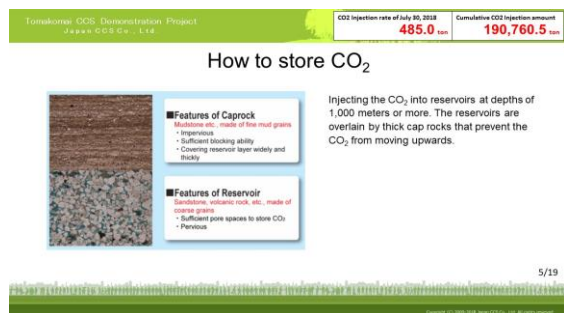 Tomakomai CCS Demonstration Project
Japan CCS Co., Ltd.
CO2 Injection rate of July 30, 2018
485.0 ton
Cumulative CO2 Injection amount
190,760.5 ton
How to store CO₂
■Features of Caprock
Mudstone etc., made of fine mud grains
・Impervious
・Sufficient blocking ability
・Covering reservoir layer widely and
thickly
■Features of Reservoir
Sandstone, volcanic rock, etc., made of
coarse grains
・Sufficient pore spaces to store CO₂
・Pervious
Injecting the CO₂ into reservoirs at depths of
1,000 meters or more. The reservoirs are
overlain by thick cap rocks that prevent the
CO₂ from moving upwards.
5/19